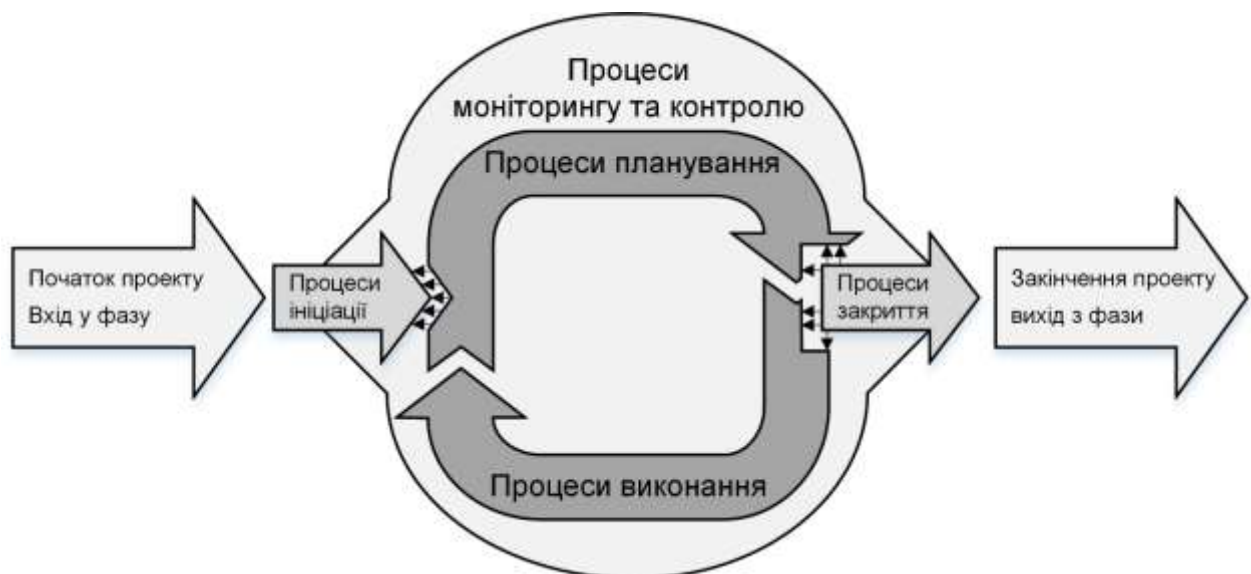 Процеси
моніторингу та контролю
Процеси планування
Початок проекту
Вхід у фазу
Процеси
ініціації
Процеси
закриття
Закінчення проекту
вихід з фази
Процеси виконання